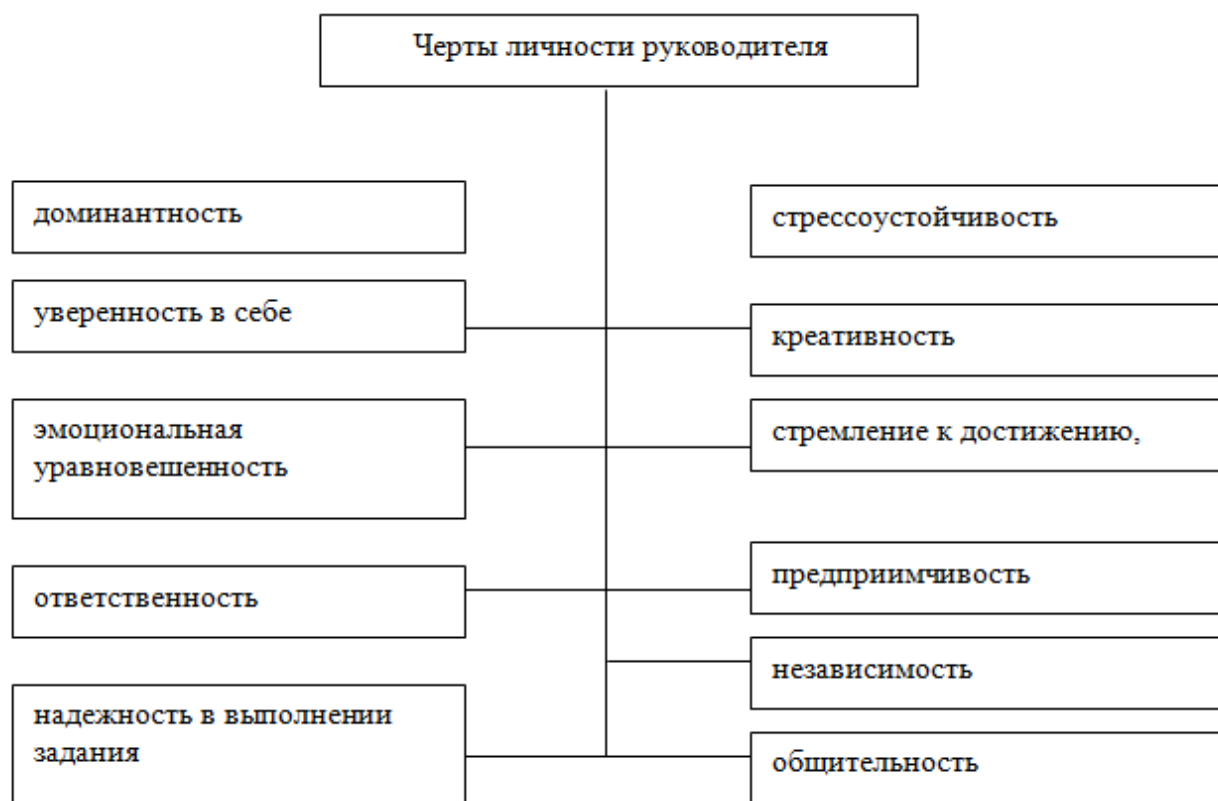 Черты личности руководителя
доминантность
уверенность в себе
эмоциональная
уравновешенность
ответственность
надежность в выполнении
задания
стрессоустойчивость
креативность
стремление к достижению,
предприимчивость
независимость
общительность